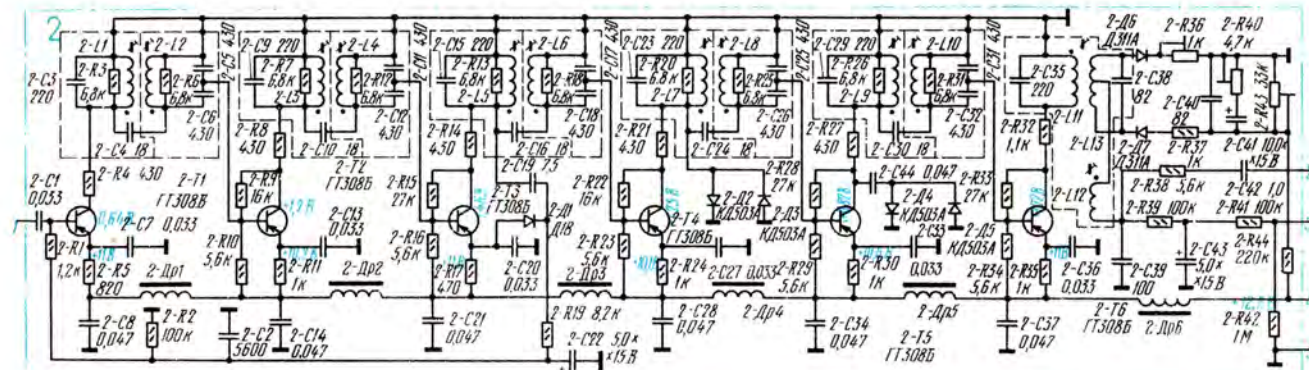 2
2-L1
2-L2
2-R3
6,8к
2-C3
220
2-R6
6,8к
2-C5 430
2-C6
430
2-C4 18
2-R4 430
2-C1
0,033
2-T1
ГТ308Б
2-C7 0,033
2-R1
1,2к
2-R5
820
2-Др1
2-C8
0,047
2-R2
100к
2-C2
5600
2-C9 220
2-L4
2-R7
6,8к
2-L3
2-R12
6,8к
2-C11 430
2-C12
430
2-R8
430
2-C10 18
2-T2
ГТ308Б
2-R9
16к
2-R10
5,6к
2-C13
0,033
2-R11
1к
2-Др2
2-C14
0,047
2-C15 220
2-L6
2-R13
6,8к
2-L5
6,8к
2-C17 430
2-C18
430
2-R14
430
2-C16 18
2-C19 7,5
2-R15
27к
2-T3
ГТ308Б
2-Д1
Д18
2-R16
5,6к
2-R17
470
2-C20
0,033
2-Др3
2-C21
0,047
2-R19 8,2к
2-C22 5,0×
×15В
2-C23 220
2-L8
2-R20
6,8к
2-L7
2-R25
6,8к
2-C25 430
2-C26
430
2-R21
430
2-C24 18
2-R28
27к
2-R22
16к
2-R23
5,6к
2-T4
ГТ308Б
2-Д2
КД503А
2-Д3
КД503А
2-R24
1к
2-C27 0,033
2-Др4
2-C28
0,047
2-C29 220
2-L10
2-R26
6,8к
2-L9
2-R31
6,8к
2-C31 430
2-C32
430
2-R27
430
2-C30 18
2-C44 0,047
2-Д4
КД503А
2-R33
27к
2-R29
5,6к
2-R30
1к
2-C33
0,033
2-Д5
КД503А
2-Др5
2-C34
0,047
2-T5
ГТ308Б
2-C35
220
2-L11
2-R32
1,1к
2-L12
2-L13
2-R34
5,6к
2-R35
1к
2-C36
0,033
2-C37
0,047
2-T6
ГТ308Б
2-Др6
2-Д6
Д311А
2-R36
1к
2-R40
4,7к
2-C38
82
2-C40
82
2-R43 33к
2-Д7
Д311А
2-R37
1к
2-C41 100×
×15В
2-R38
5,6к
2-C42 1,0
2-R39 100к
2-R41
100к
2-C39
100
2-C43
5,0×
×15В
2-R44
220к
2-R42
1М